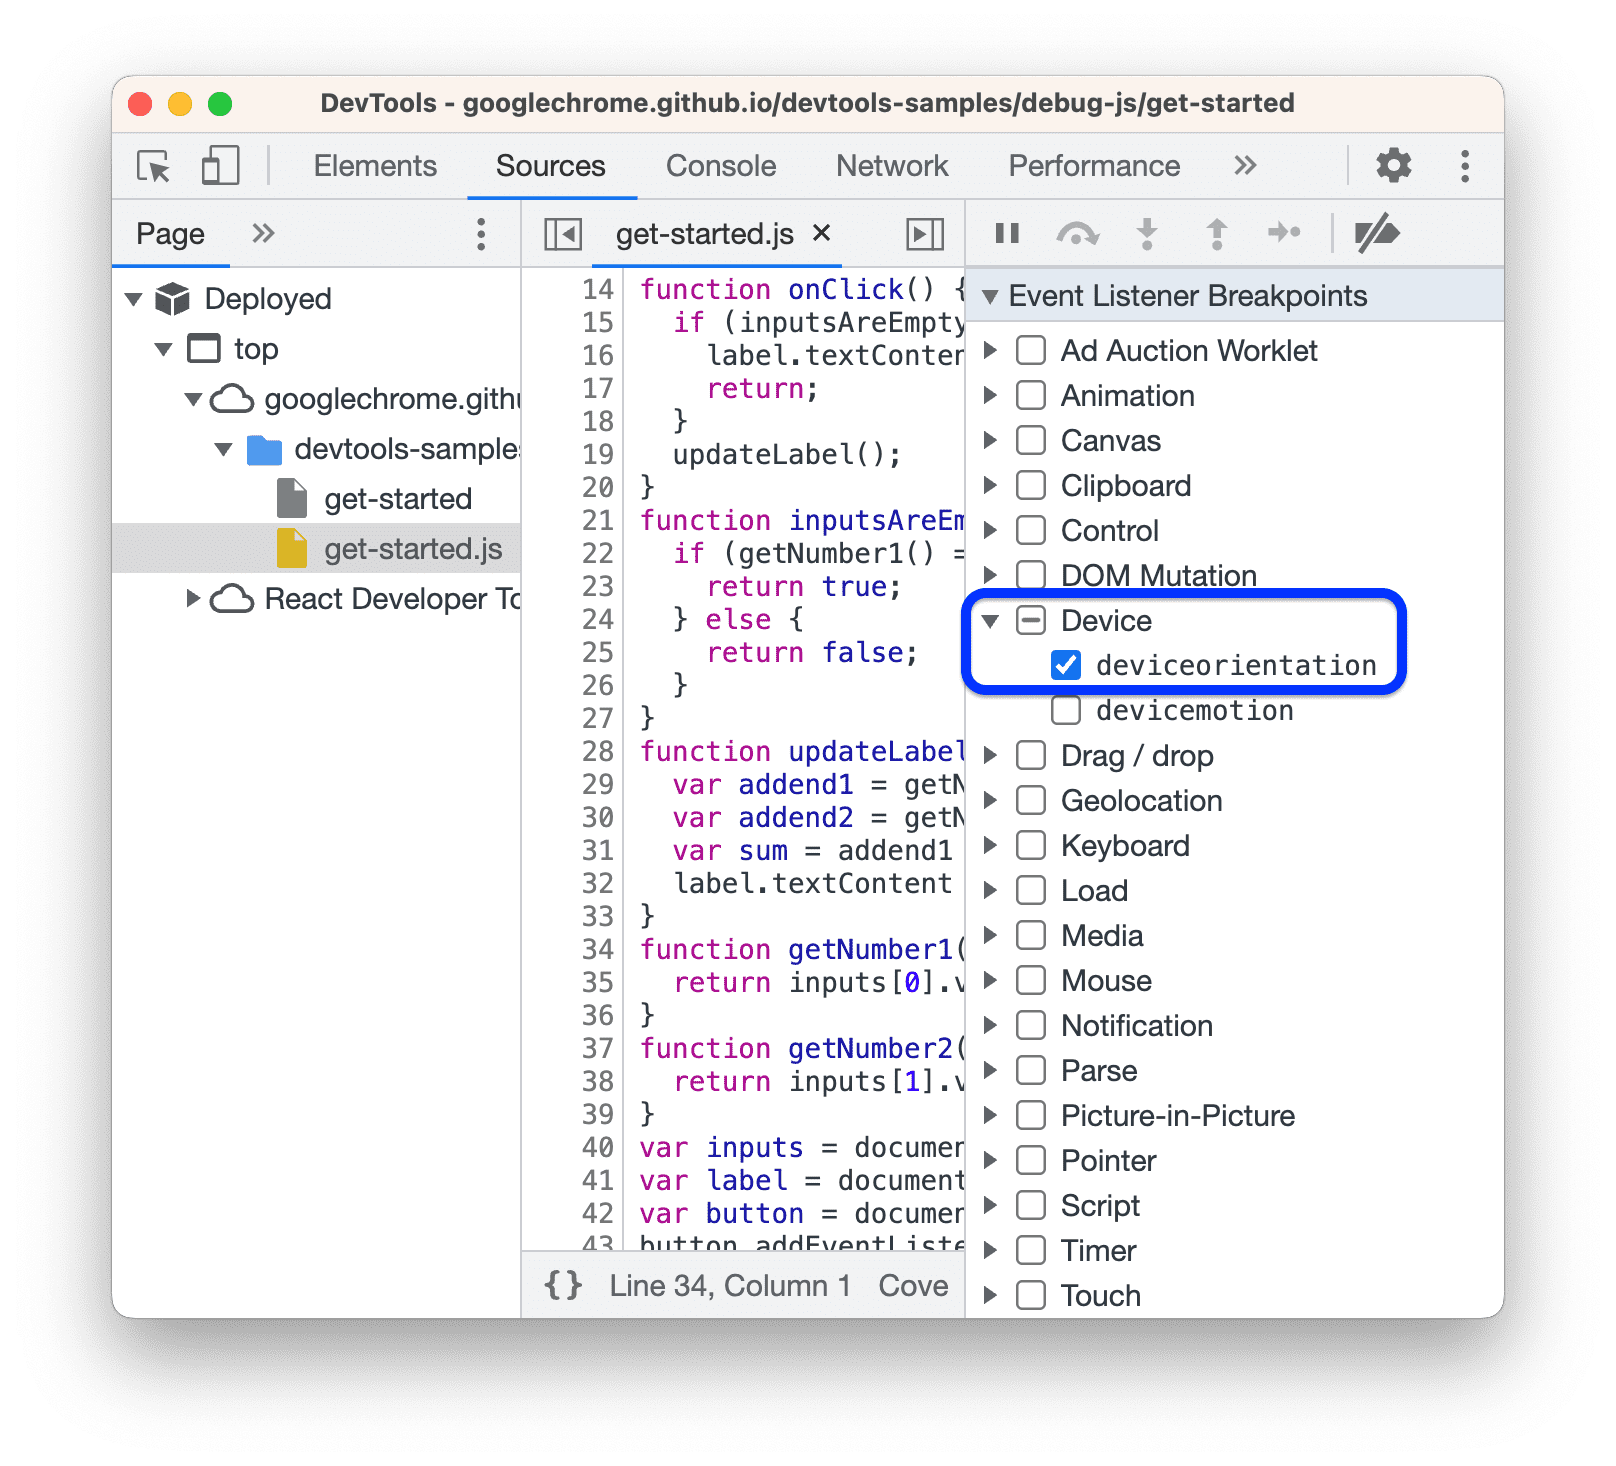 DevTools - googlechrome.github.io/devtools-samples/debug-js/get-started
Elements Sources Console Network Performance »
Page »
Deployed
top
googlechrome.githu
devtools-samples
get-started
get-started.js
React Developer To
get-started.js ×
14 function onClick() {
15 if (inputsAreEmpty
16 label.textConten
17 return;
18 }
19 updateLabel();
20 }
21 function inputsAreEm
22 if (getNumber1() =
23 return true;
24 } else {
25 return false;
26 }
27 }
28 function updateLabel
29 var addend1 = getN
30 var addend2 = getN
31 var sum = addend1
32 label.textContent
33 }
34 function getNumber1(
35 return inputs[0].v
36 }
37 function getNumber2(
38 return inputs[1].v
39 }
40 var inputs = documen
41 var label = document
42 var button = documen
43 button.addEventListe
{} Line 34, Column 1 Cove
Event Listener Breakpoints
Ad Auction Worklet
Animation
Canvas
Clipboard
Control
DOM Mutation
Device
deviceorientation
devicemotion
Drag / drop
Geolocation
Keyboard
Load
Media
Mouse
Notification
Parse
Picture-in-Picture
Pointer
Script
Timer
Touch